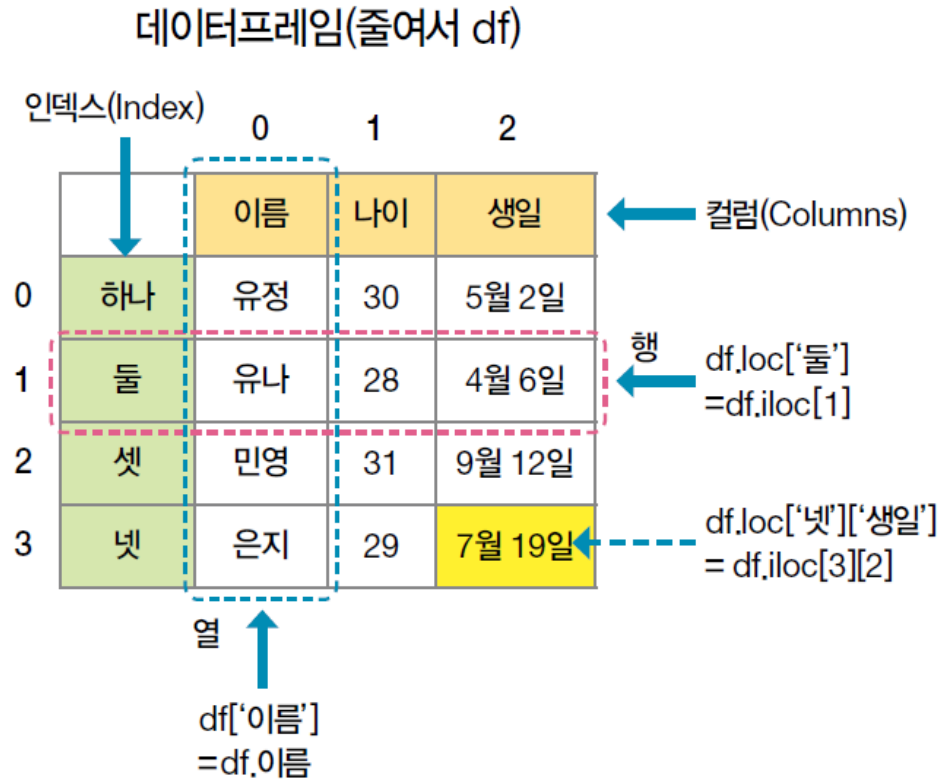 데이터프레임(줄여서 df)
인덱스(Index)
0 1 2
이름 나이 생일
컬럼(Columns)
0 하나 유정 30 5월 2일
행
1 둘 유나 28 4월 6일
df.loc[‘둘’]
=df.iloc[1]
2 셋 민영 31 9월 12일
3 넷 은지 29 7월 19일
df.loc[‘넷’][‘생일’]
= df.iloc[3][2]
열
df[‘이름’]
=df.이름